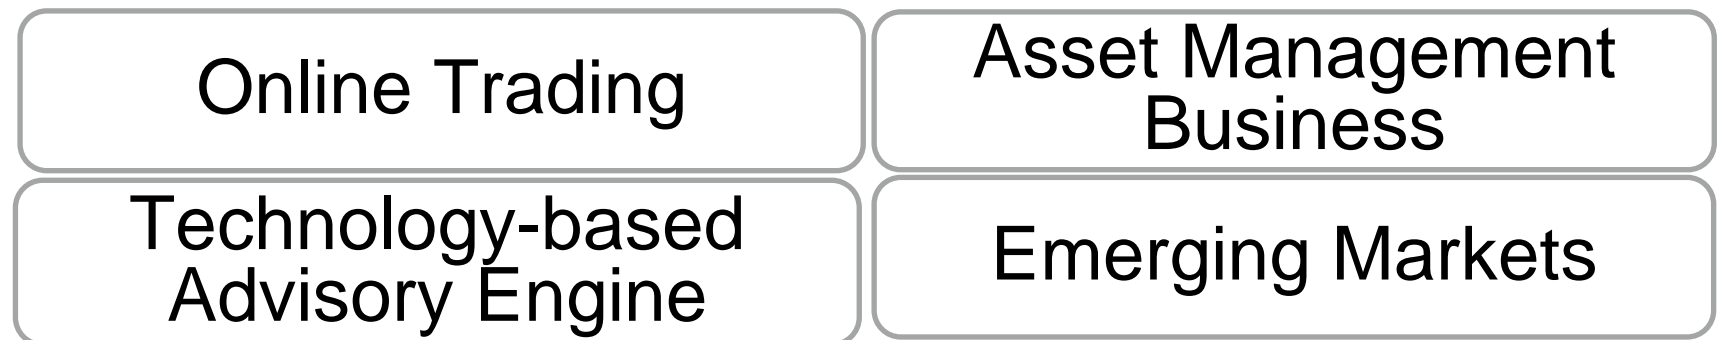 Online Trading
Asset Management
Business
Technology-based
Advisory Engine
Emerging Markets